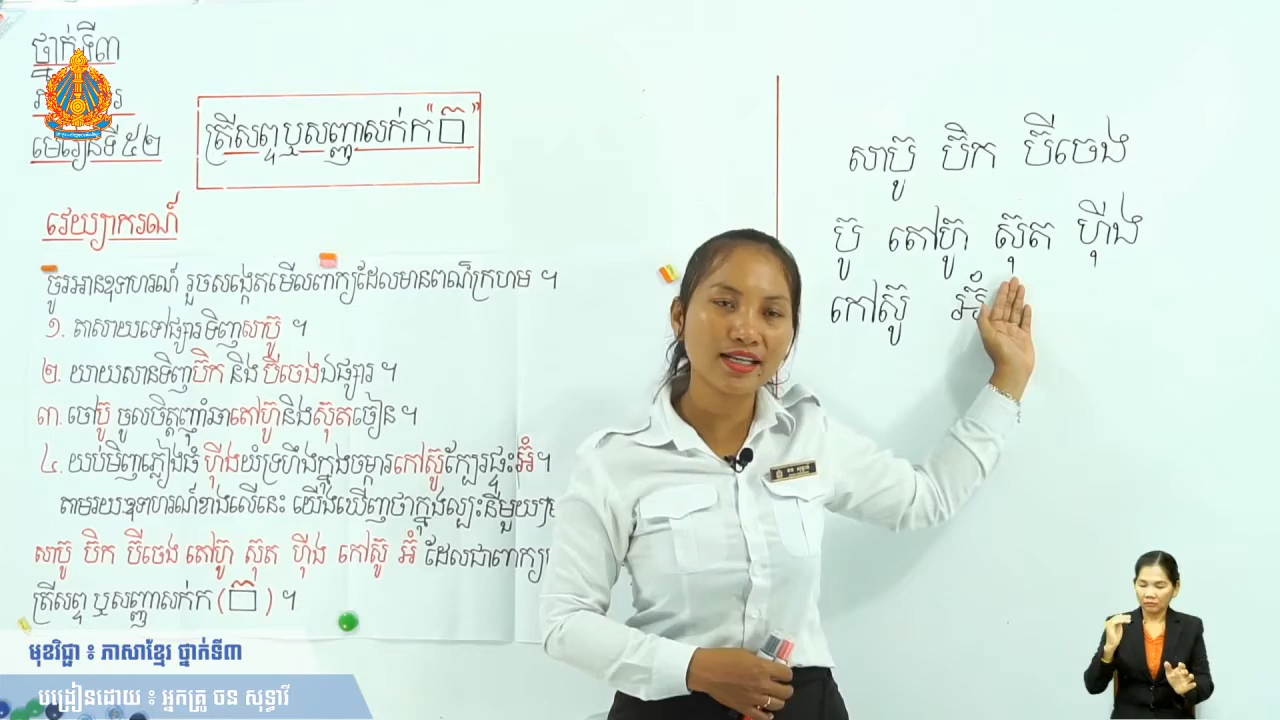 ថ្នាក់ទី៣
មេរៀនទី ៥២
ត្រីសព្ទ ឬសញ្ញាសក់ក " ៊ "
វេយ្យាករណ៍
ចូរអានឧទាហរណ៍ រួចសង្កេតមើលពាក្យដែលមានពណ៌ក្រហម ។
១. តាសាយទៅផ្សារទិញសាប៊ូ ។
២. យាយសានទិញប៊ិក និង ប៊ីចេងឯផ្សារ ។
៣. ចៅប៊ូ ចូលចិត្តញ៉ាំឆាតៅហ៊ូនិងស៊ុតចៀន ។
៤. យប់មិញភ្លៀងធំ ហ៊ីងយំទ្រហឹងក្នុងចម្ការកៅស៊ូក្បែរផ្ទះអ៊ំ ។
តាមរយឧទាហរណ៍ខាងលើនេះ យើងឃើញថាក្នុងល្បះនីមួយៗ
សាប៊ូ ប៊ិក ប៊ីចេង តៅហ៊ូ ស៊ុត ហ៊ីង កៅស៊ូ អ៊ំ ដែលជាពាក្យ
ត្រីសព្ទ ឬសញ្ញាសក់ក ( ៊ ) ។
សាប៊ូ ប៊ិក ប៊ីចេង
ប៊ូ តៅហ៊ូ ស៊ុត ហ៊ីង
កៅស៊ូ អ៊ំ
មុខវិជ្ជា ៖ ភាសាខ្មែរ ថ្នាក់ទី៣
បង្រៀនដោយ ៖ អ្នកគ្រូ ចន សុទ្ធាវី